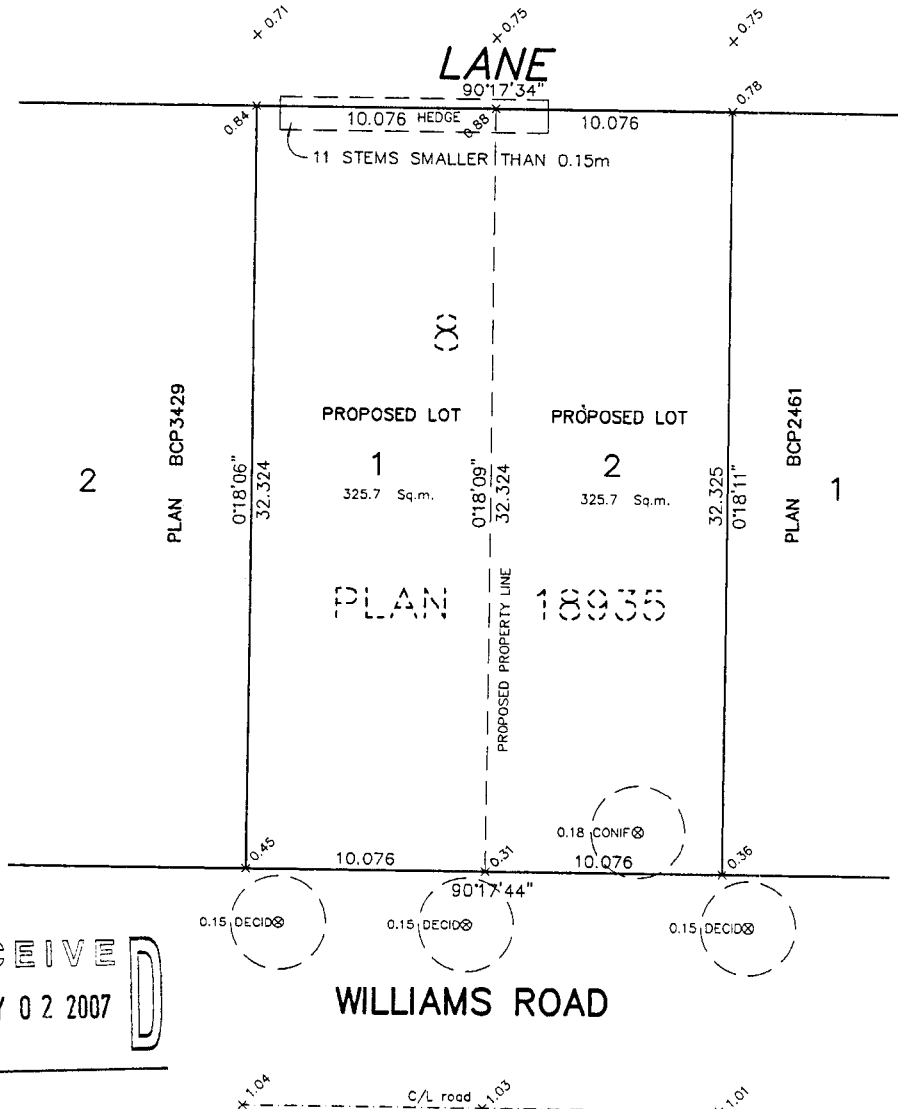 + 0.71
+ 0.75
+ 0.75
LANE
90°17'34"
0.84
10.076 HEDGE
0.88
10.076
0.78
11 STEMS SMALLER THAN 0.15m
8
2
PLAN BCP3429
0°18'06"
32.324
PROPOSED LOT
1
325.7 Sq.m.
0°18'09"
32.324
PROPOSED LOT
2
325.7 Sq.m.
32.325
0°18'11"
PLAN BCP2461
1
PLAN 18935
PROPOSED PROPERTY LINE
0.18 CONIF
0.45
10.076
0.31
10.076
0.36
90°17'44"
0.15 DECID
0.15 DECID
0.15 DECID
CEIVE D
Y 02 2007
WILLIAMS ROAD
1.04
C/L road
+1.03
+1.01